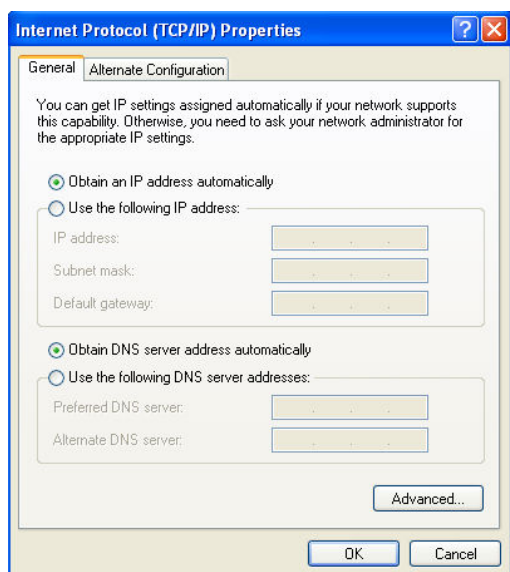 Internet Protocol (TCP/IP) Properties
General
Alternate Configuration
You can get IP settings assigned automatically if your network supports
this capability. Otherwise, you need to ask your network administrator for
the appropriate IP settings.
Obtain an IP address automatically
Use the following IP address:
IP address:
Subnet mask:
Default gateway:
Obtain DNS server address automatically
Use the following DNS server addresses:
Preferred DNS server:
Alternate DNS server:
Advanced...
OK
Cancel